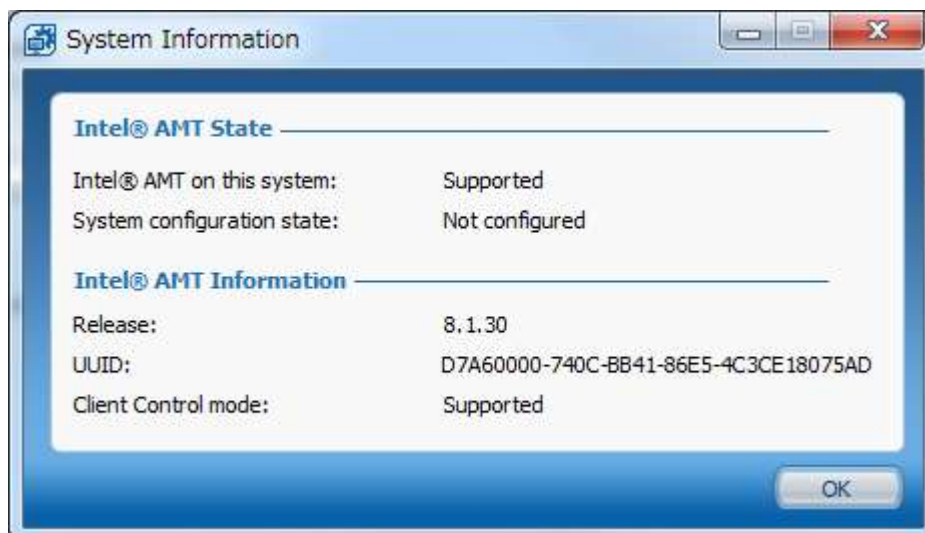 System Information
Intel® AMT State
Intel® AMT on this system: Supported
System configuration state: Not configured
Intel® AMT Information
Release: 8.1.30
UUID: D7A60000-740C-BB41-86E5-4C3CE18075AD
Client Control mode: Supported
OK